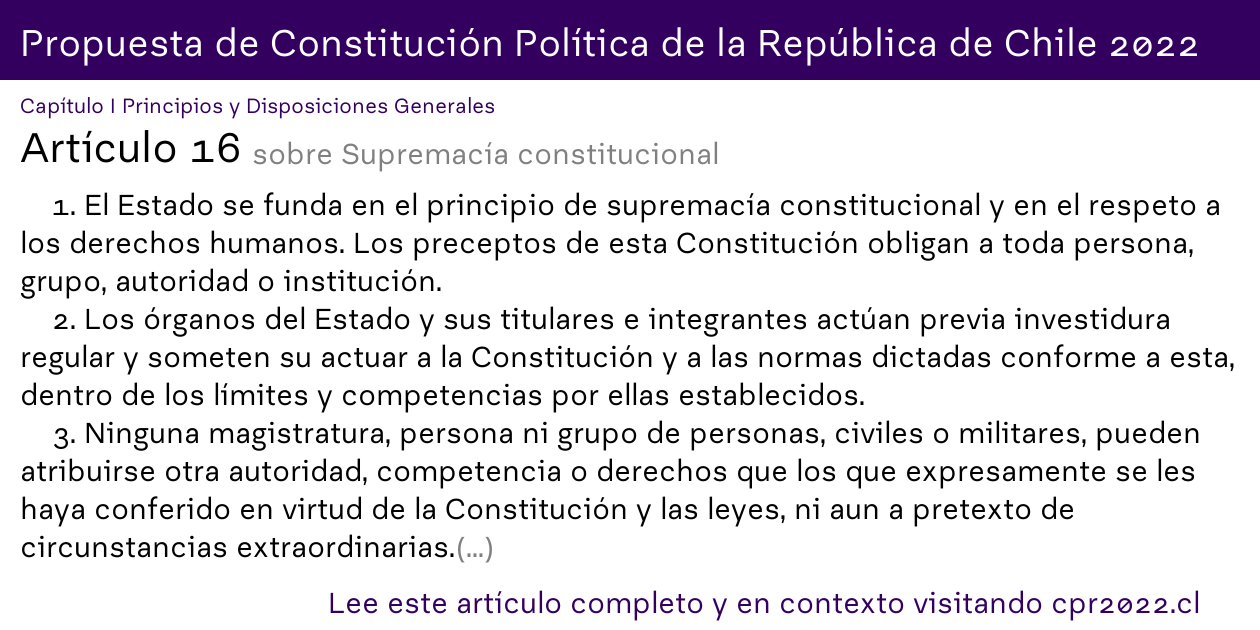 Propuesta de Constitución Política de la República de Chile 2022
Capítulo I Principios y Disposiciones Generales
Artículo 16 sobre Supremacía constitucional
1. El Estado se funda en el principio de supremacía constitucional y en el respeto a
los derechos humanos. Los preceptos de esta Constitución obligan a toda persona,
grupo, autoridad o institución.
2. Los órganos del Estado y sus titulares e integrantes actúan previa investidura
regular y someten su actuar a la Constitución y a las normas dictadas conforme a esta,
dentro de los límites y competencias por ellas establecidos.
3. Ninguna magistratura, persona ni grupo de personas, civiles o militares, pueden
atribuirse otra autoridad, competencia o derechos que los que expresamente se les
haya conferido en virtud de la Constitución y las leyes, ni aun a pretexto de
circunstancias extraordinarias.(...)
Lee este artículo completo y en contexto visitando cpr2022.cl